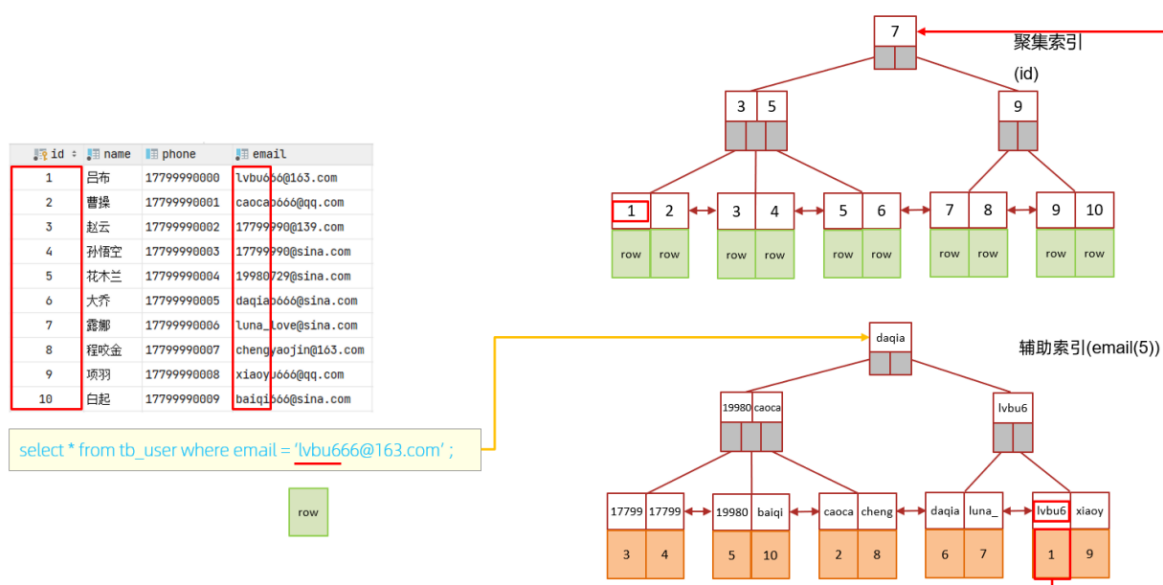 id name phone email
1 吕布 17799990000 lvbu666@163.com
2 曹操 17799990001 caocao666@qq.com
3 赵云 17799990002 17799990@139.com
4 孙悟空 17799990003 17799990@sina.com
5 花木兰 17799990004 19980729@sina.com
6 大乔 17799990005 daqiao666@sina.com
7 露娜 17799990006 luna_love@sina.com
8 程咬金 17799990007 chengyaojin@163.com
9 项羽 17799990008 xiaoyu666@qq.com
10 白起 17799990009 baiqi666@sina.com
select * from tb_user where email = 'lvbu666@163.com' ;
row
7
聚集索引
(id)
3 5
9
1 2 3 4 5 6 7 8 9 10
row row row row row row row row row row
daqia
辅助索引(email(5))
19980 caoca
lvbu6
17799 17799 19980 baiqi caoca cheng daqia luna_ lvbu6 xiaoy
3 4 5 10 2 8 6 7 1 9